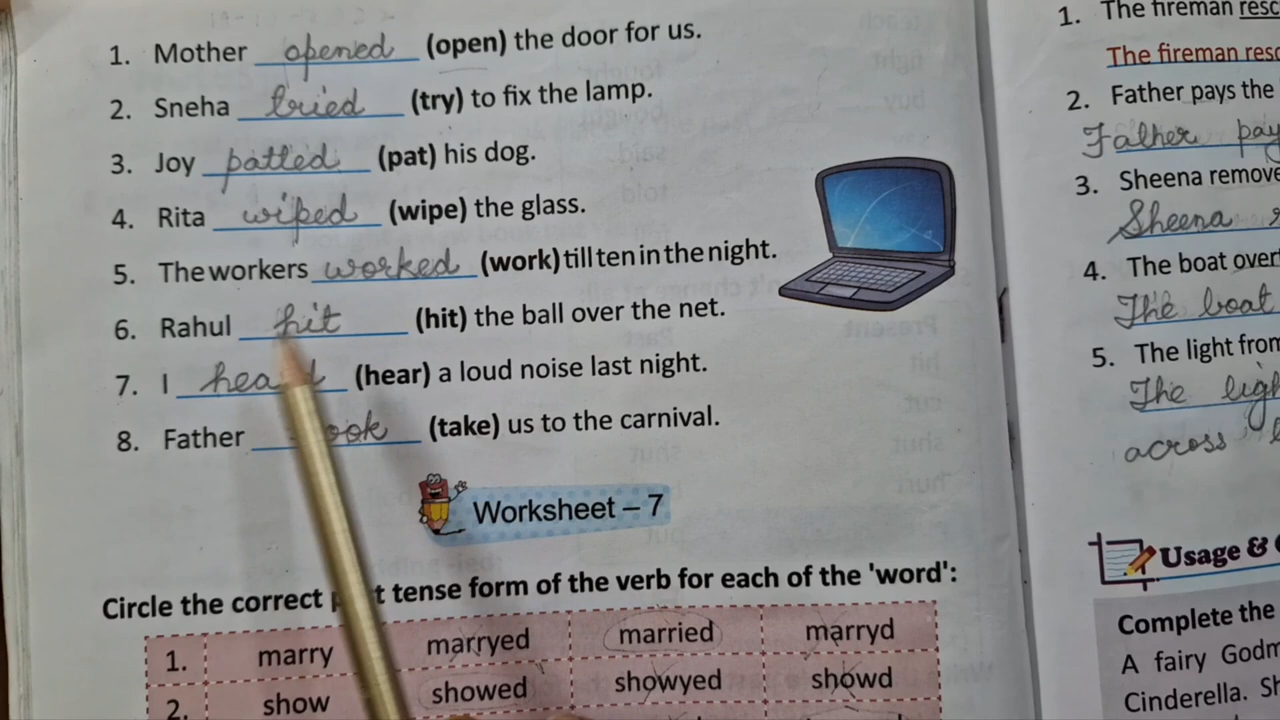 1. Mother opened (open) the door for us.
2. Sneha tried (try) to fix the lamp.
3. Joy patted (pat) his dog.
4. Rita wiped (wipe) the glass.
5. The workers worked (work) till ten in the night.
6. Rahul hit (hit) the ball over the net.
7. I (hear) a loud noise last night.
8. Father (take) us to the carnival.
Worksheet – 7
Circle the correct tense form of the verb for each of the 'word':
1. marry marryed married marryd
2. show showed showyed showd
1. The fireman
The fireman
2. Father pays the
Father
3. Sheena
Sheena
4. The boat
The boat
5. The light
The
across
Usage &
Complete the
A fairy
Cinderella.